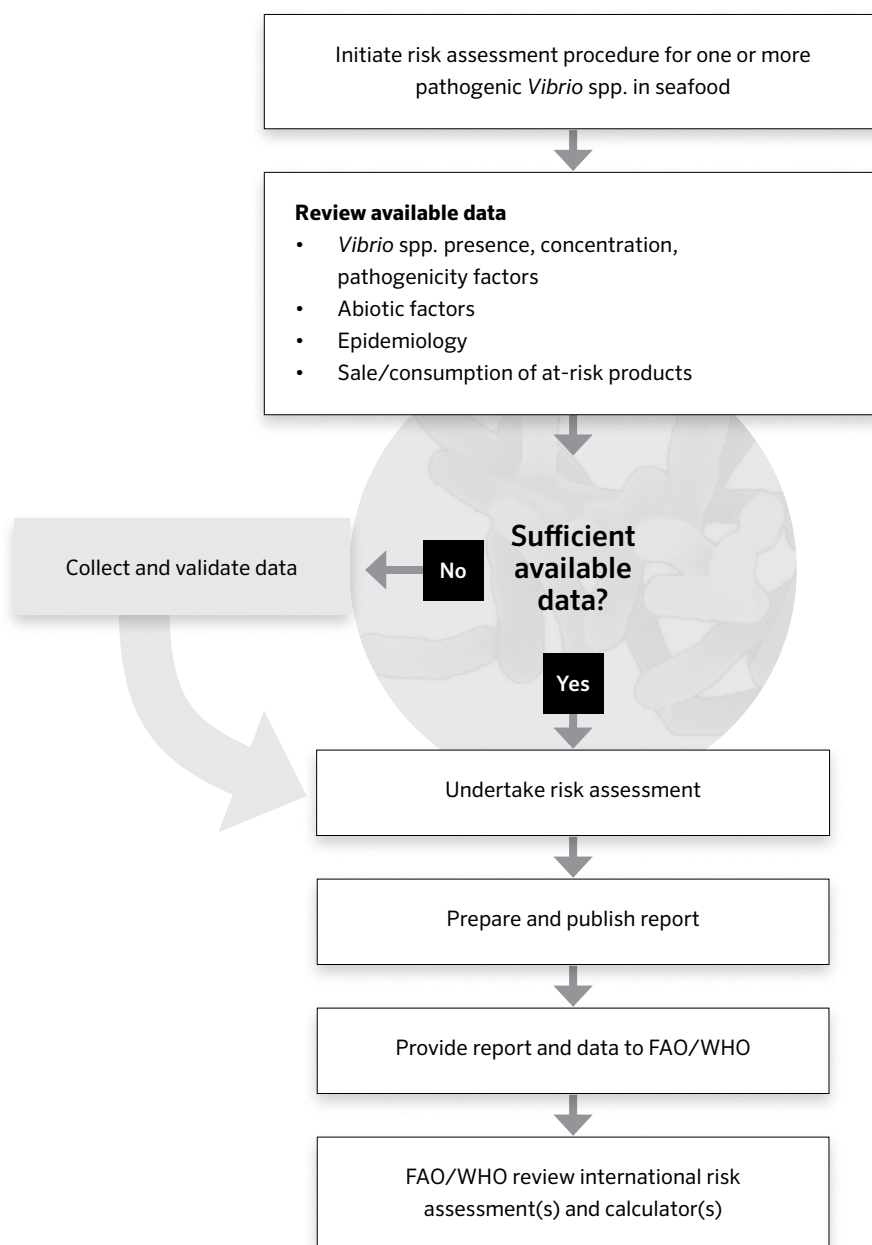 Initiate risk assessment procedure for one or more
pathogenic Vibrio spp. in seafood
Review available data
• Vibrio spp. presence, concentration,
pathogenicity factors
• Abiotic factors
• Epidemiology
• Sale/consumption of at-risk products
Sufficient
available
data?
No
Collect and validate data
Yes
Undertake risk assessment
Prepare and publish report
Provide report and data to FAO/WHO
FAO/WHO review international risk
assessment(s) and calculator(s)